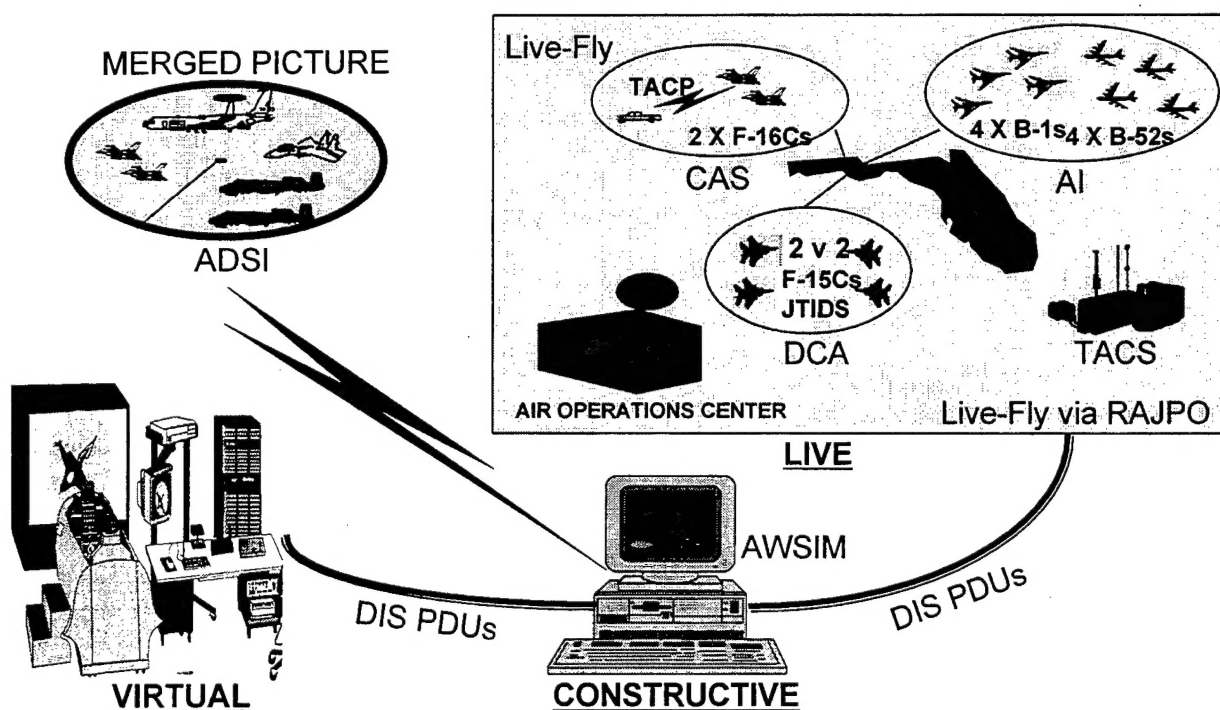 MERGED PICTURE
ADSI
Live-Fly
TACP
2 X F-16Cs
CAS
4 X B-1s 4 X B-52s
AI
2 v 2
F-15Cs
JTIDS
DCA
TACS
AIR OPERATIONS CENTER
Live-Fly via RAJPO
LIVE
AWSIM
DIS PDUs
DIS PDUs
VIRTUAL
CONSTRUCTIVE